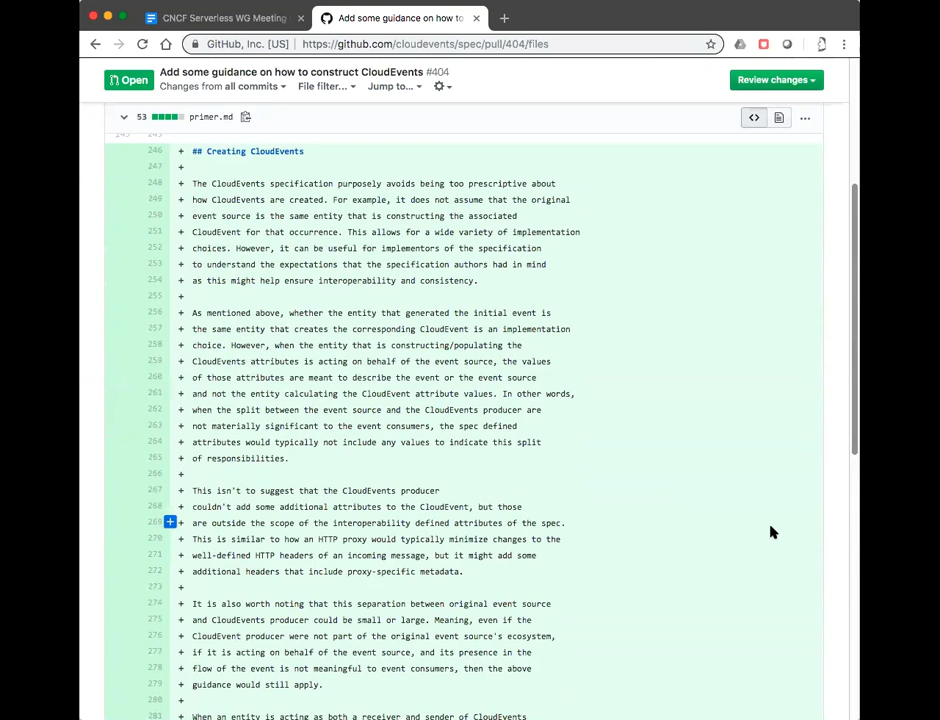 CNCF Serverless WG Meeting
Add some guidance on how to
GitHub, Inc. [US] https://github.com/cloudevents/spec/pull/404/files
Open
Add some guidance on how to construct CloudEvents #404
Changes from all commits File filter... Jump to...
Review changes
53 primer.md
245 245
246 + ## Creating CloudEvents
247 +
248 + The CloudEvents specification purposely avoids being too prescriptive about
249 + how CloudEvents are created. For example, it does not assume that the original
250 + event source is the same entity that is constructing the associated
251 + CloudEvent for that occurrence. This allows for a wide variety of implementation
252 + choices. However, it can be useful for implementors of the specification
253 + to understand the expectations that the specification authors had in mind
254 + as this might help ensure interoperability and consistency.
255 +
256 + As mentioned above, whether the entity that generated the initial event is
257 + the same entity that creates the corresponding CloudEvent is an implementation
258 + choice. However, when the entity that is constructing/populating the
259 + CloudEvents attributes is acting on behalf of the event source, the values
260 + of those attributes are meant to describe the event or the event source
261 + and not the entity calculating the CloudEvent attribute values. In other words,
262 + when the split between the event source and the CloudEvents producer are
263 + not materially significant to the event consumers, the spec defined
264 + attributes would typically not include any values to indicate this split
265 + of responsibilities.
266 +
267 + This isn't to suggest that the CloudEvents producer
268 + couldn't add some additional attributes to the CloudEvent, but those
269 + are outside the scope of the interoperability defined attributes of the spec.
270 + This is similar to how an HTTP proxy would typically minimize changes to the
271 + well-defined HTTP headers of an incoming message, but it might add some
272 + additional headers that include proxy-specific metadata.
273 +
274 + It is also worth noting that this separation between original event source
275 + and CloudEvents producer could be small or large. Meaning, even if the
276 + CloudEvent producer were not part of the original event source's ecosystem,
277 + if it is acting on behalf of the event source, and its presence in the
278 + flow of the event is not meaningful to event consumers, then the above
279 + guidance would still apply.
280 +
281 + When an entity is acting as both a receiver and sender of CloudEvents